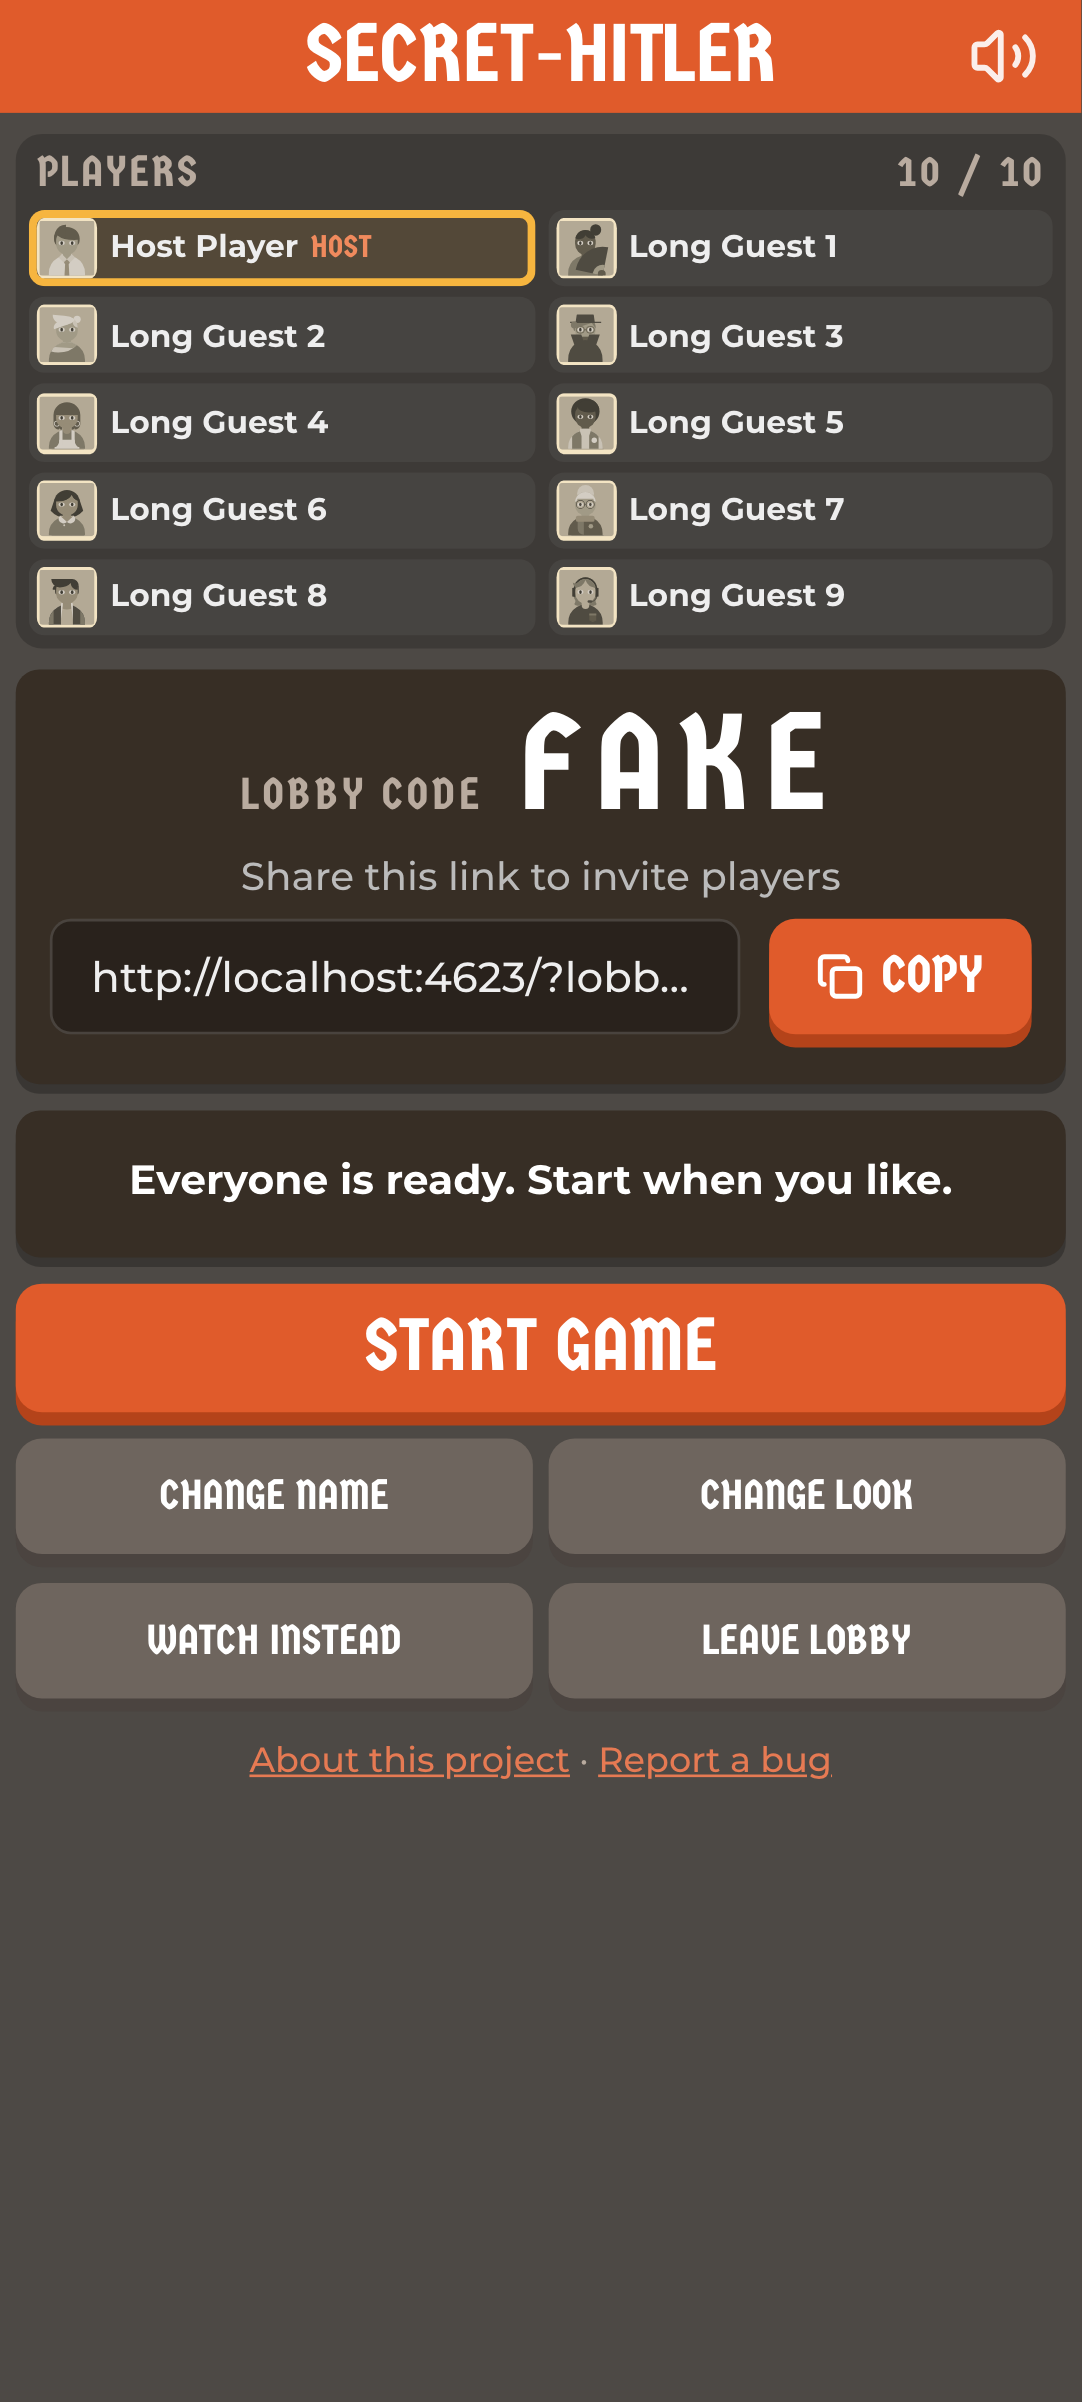 SECRET-HITLER
PLAYERS 10 / 10
Host Player HOST
Long Guest 1
Long Guest 2
Long Guest 3
Long Guest 4
Long Guest 5
Long Guest 6
Long Guest 7
Long Guest 8
Long Guest 9
LOBBY CODE FAKE
Share this link to invite players
http://localhost:4623/?lobb...
COPY
Everyone is ready. Start when you like.
START GAME
CHANGE NAME
CHANGE LOOK
WATCH INSTEAD
LEAVE LOBBY
About this project · Report a bug